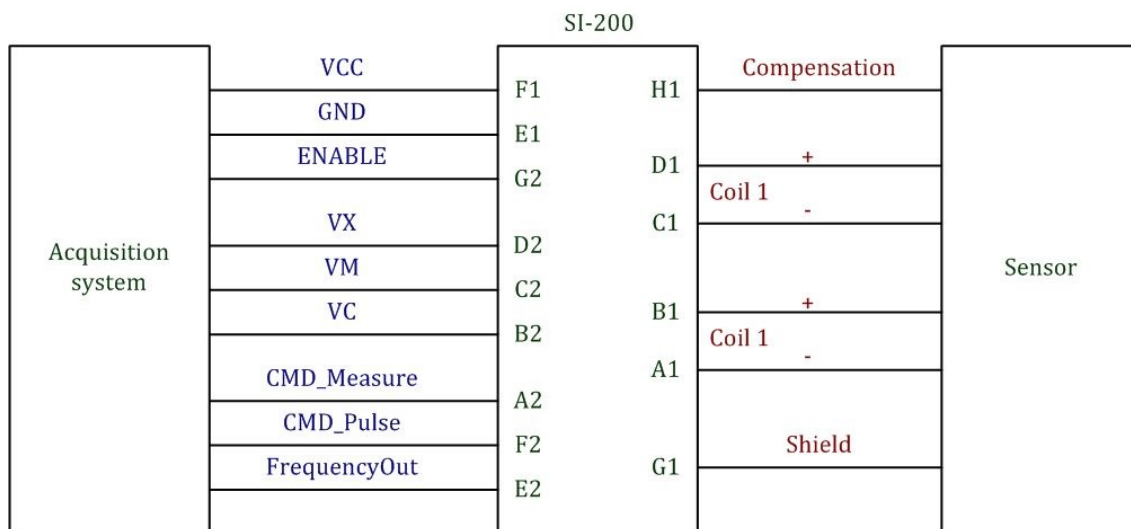 SI-200
Acquisition
system
VCC
GND
ENABLE
VX
VM
VC
CMD_Measure
CMD_Pulse
FrequencyOut
F1
E1
G2
D2
C2
B2
A2
F2
E2
H1
D1
C1
B1
A1
G1
Compensation
+
Coil 1
-
+
Coil 1
-
Shield
Sensor